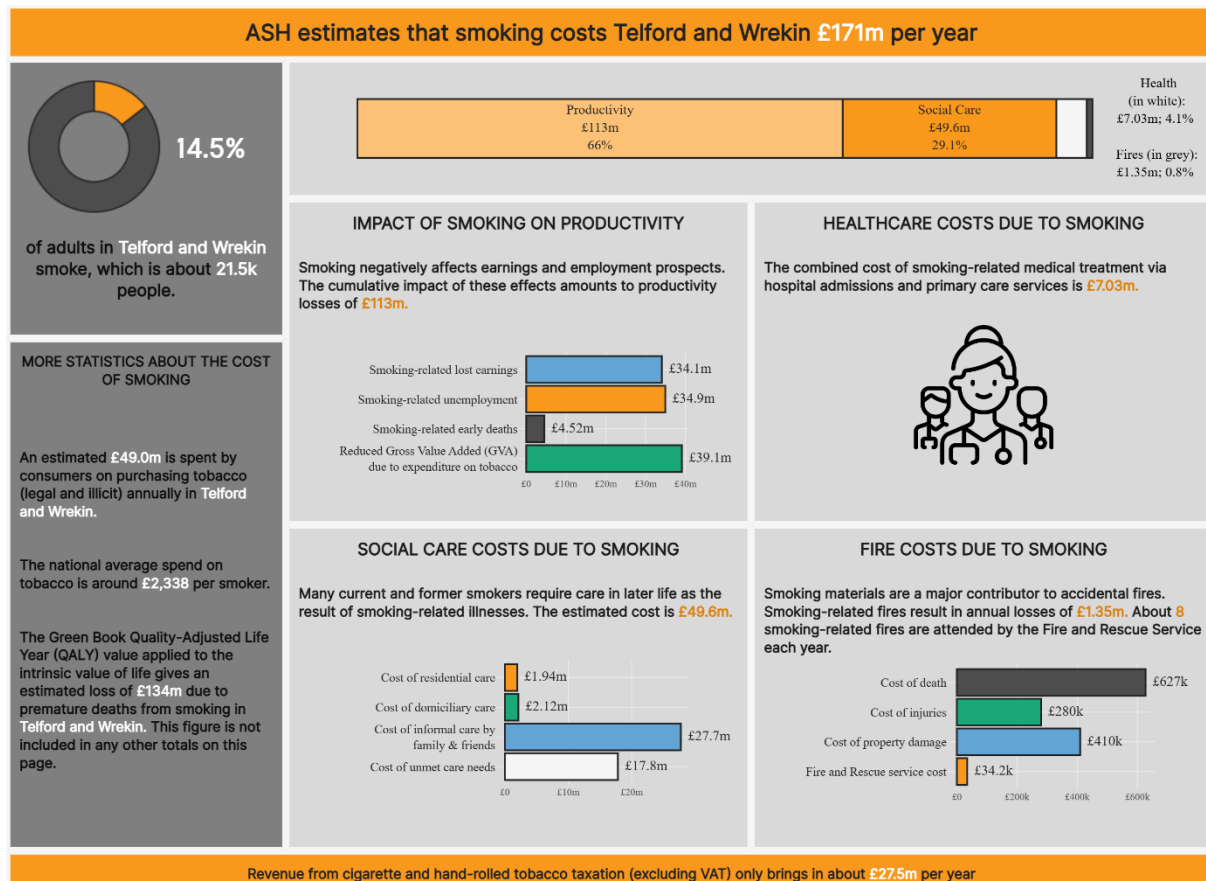 ASH estimates that smoking costs Telford and Wrekin £171m per year
14.5%
of adults in Telford and Wrekin
smoke, which is about 21.5k
people.
Productivity
£113m
66%
Social Care
£49.6m
29.1%
Health
(in white):
£7.03m; 4.1%
Fires (in grey):
£1.35m; 0.8%
MORE STATISTICS ABOUT THE COST
OF SMOKING
An estimated £49.0m is spent by
consumers on purchasing tobacco
(legal and illicit) annually in Telford
and Wrekin.
The national average spend on
tobacco is around £2,338 per smoker.
The Green Book Quality-Adjusted Life
Year (QALY) value applied to the
intrinsic value of life gives an
estimated loss of £134m due to
premature deaths from smoking in
Telford and Wrekin. This figure is not
included in any other totals on this
page.
IMPACT OF SMOKING ON PRODUCTIVITY
Smoking negatively affects earnings and employment prospects.
The cumulative impact of these effects amounts to productivity
losses of £113m.
Smoking-related lost earnings £34.1m
Smoking-related unemployment £34.9m
Smoking-related early deaths £4.52m
Reduced Gross Value Added (GVA)
due to expenditure on tobacco £39.1m
£0 £10m £20m £30m £40m
HEALTHCARE COSTS DUE TO SMOKING
The combined cost of smoking-related medical treatment via
hospital admissions and primary care services is £7.03m.
SOCIAL CARE COSTS DUE TO SMOKING
Many current and former smokers require care in later life as the
result of smoking-related illnesses. The estimated cost is £49.6m.
Cost of residential care £1.94m
Cost of domiciliary care £2.12m
Cost of informal care by
family & friends £27.7m
Cost of unmet care needs £17.8m
£0 £10m £20m
FIRE COSTS DUE TO SMOKING
Smoking materials are a major contributor to accidental fires.
Smoking-related fires result in annual losses of £1.35m. About 8
smoking-related fires are attended by the Fire and Rescue Service
each year.
Cost of death £627k
Cost of injuries £280k
Cost of property damage £410k
Fire and Rescue service cost £34.2k
£0 £200k £400k £600k
Revenue from cigarette and hand-rolled tobacco taxation (excluding VAT) only brings in about £27.5m per year